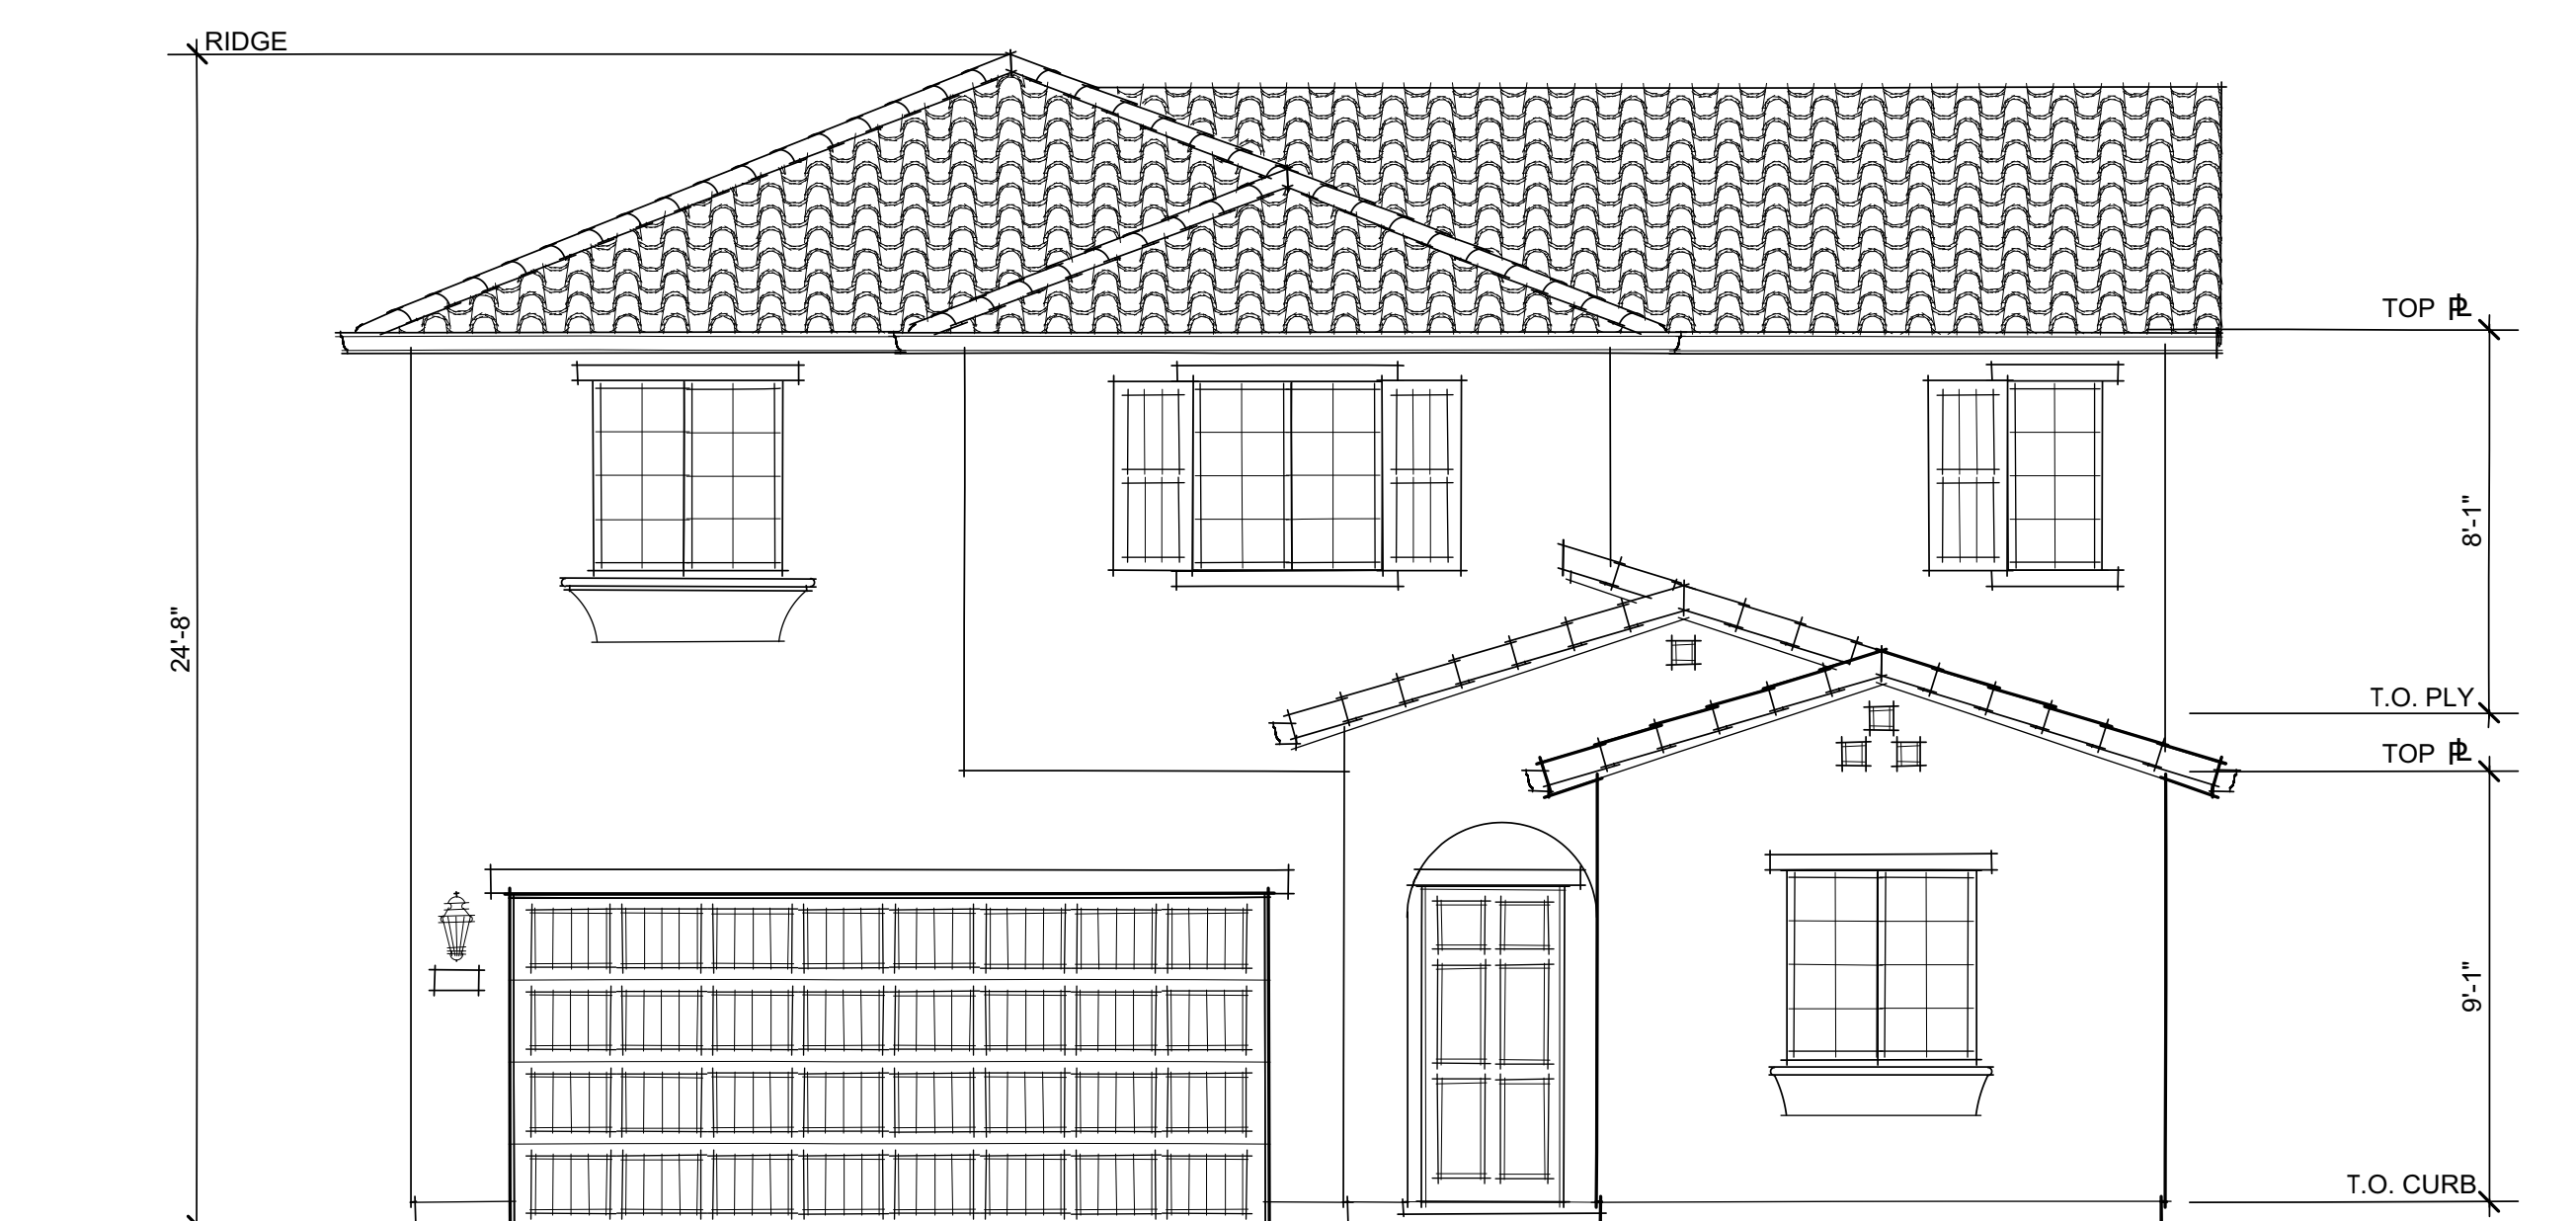 RIDGE
TOP PL
8'-1"
24'-8"
T.O. PLY
TOP PL
9'-1"
T.O. CURB